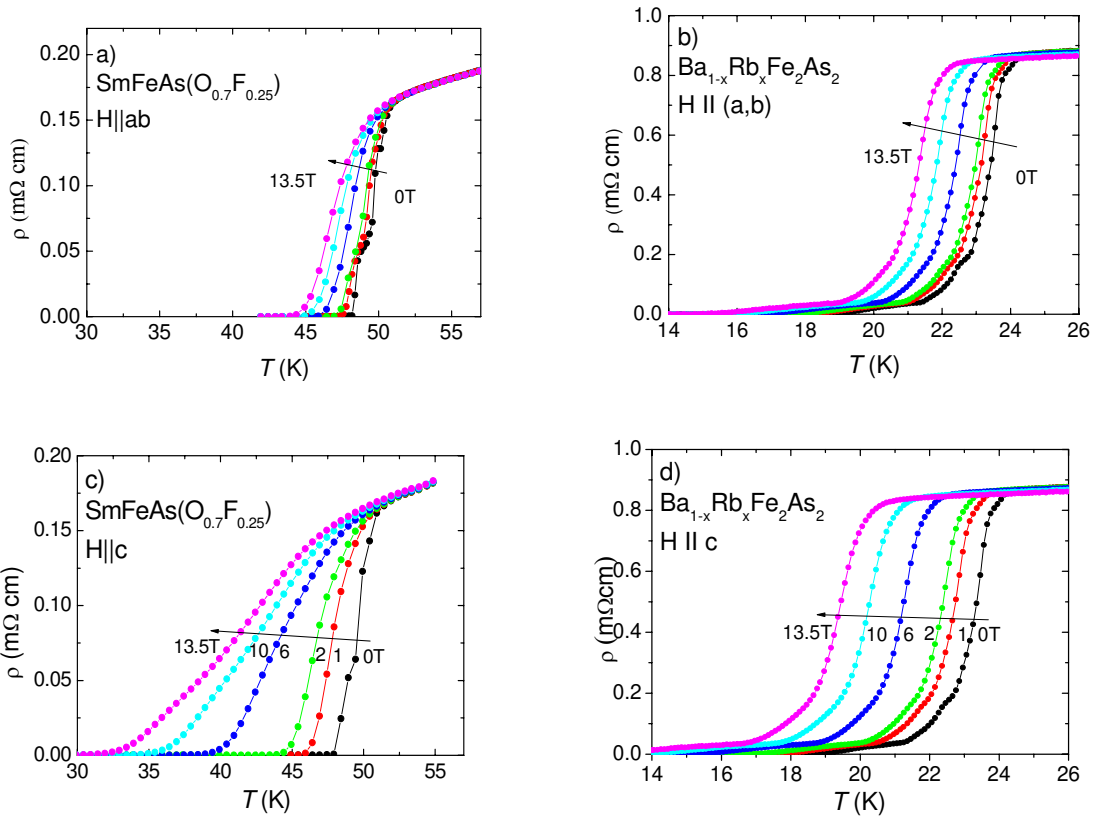 a)
SmFeAs(O0.7F0.25)
H||ab
13.5T
0T
0.20
0.15
0.10
0.05
0.00
ρ (mΩ cm)
30 35 40 45 50 55
T (K)
b)
Ba1-xRbxFe2As2
H II (a,b)
13.5T
0T
1.0
0.8
0.6
0.4
0.2
0.0
ρ (mΩ cm)
14 16 18 20 22 24 26
T (K)
c)
SmFeAs(O0.7F0.25)
H||c
13.5T 10 6 2 1 0T
0.20
0.15
0.10
0.05
0.00
ρ (mΩ cm)
30 35 40 45 50 55
T (K)
d)
Ba1-xRbxFe2As2
H II c
13.5T 10 6 2 1 0T
1.0
0.8
0.6
0.4
0.2
0.0
ρ (mΩcm)
14 16 18 20 22 24 26
T (K)